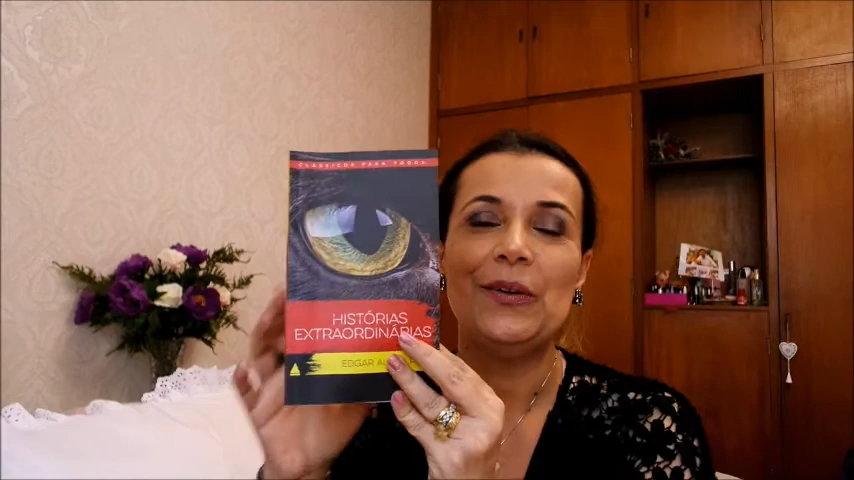 CLÁSSICOS PARA TODOS
HISTÓRIAS
EXTRAORDINÁRIAS
EDGAR